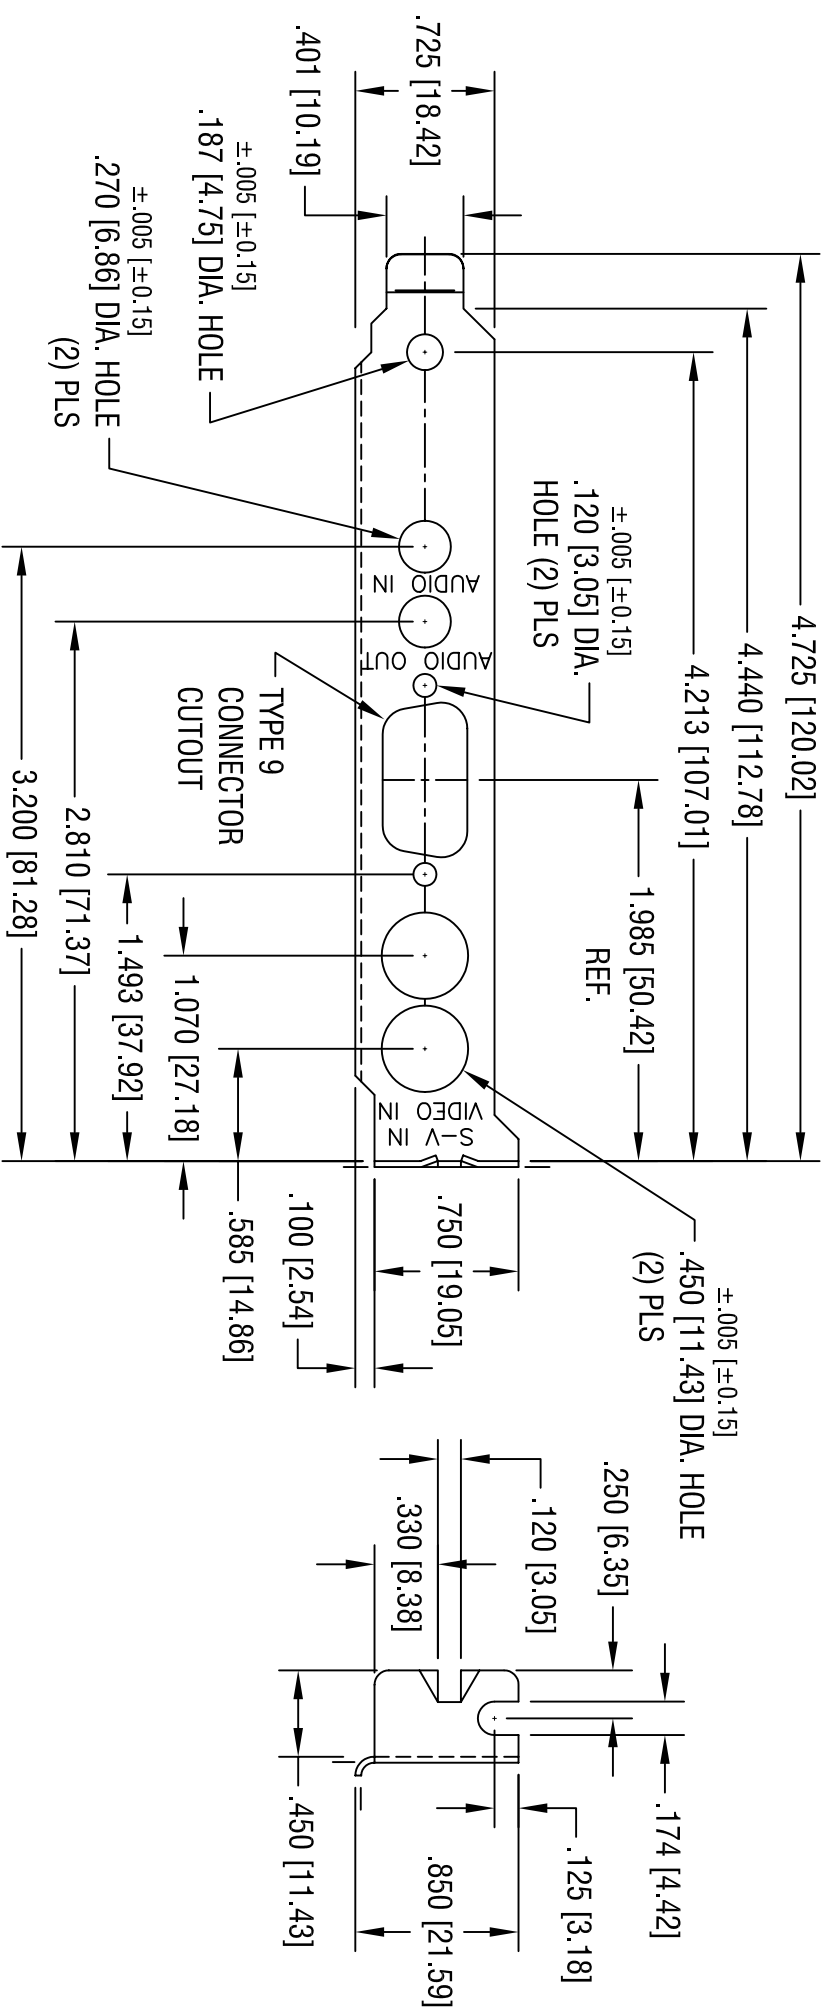 4.725 [120.02]
4.440 [112.78]
4.213 [107.01]
1.985 [50.42]
REF.
±.005 [±0.15]
.120 [3.05] DIA.
HOLE (2) PLS
±.005 [±0.15]
.450 [11.43] DIA. HOLE
(2) PLS
.725 [18.42]
.401 [10.19]
±.005 [±0.15]
.187 [4.75] DIA. HOLE
±.005 [±0.15]
.270 [6.86] DIA. HOLE
(2) PLS
AUDIO IN
AUDIO OUT
S-V IN
VIDEO IN
TYPE 9
CONNECTOR
CUTOUT
3.200 [81.28]
2.810 [71.37]
1.493 [37.92]
1.070 [27.18]
.585 [14.86]
.100 [2.54]
.750 [19.05]
.250 [6.35]
.120 [3.05]
.330 [8.38]
.174 [4.42]
.125 [3.18]
.850 [21.59]
.450 [11.43]